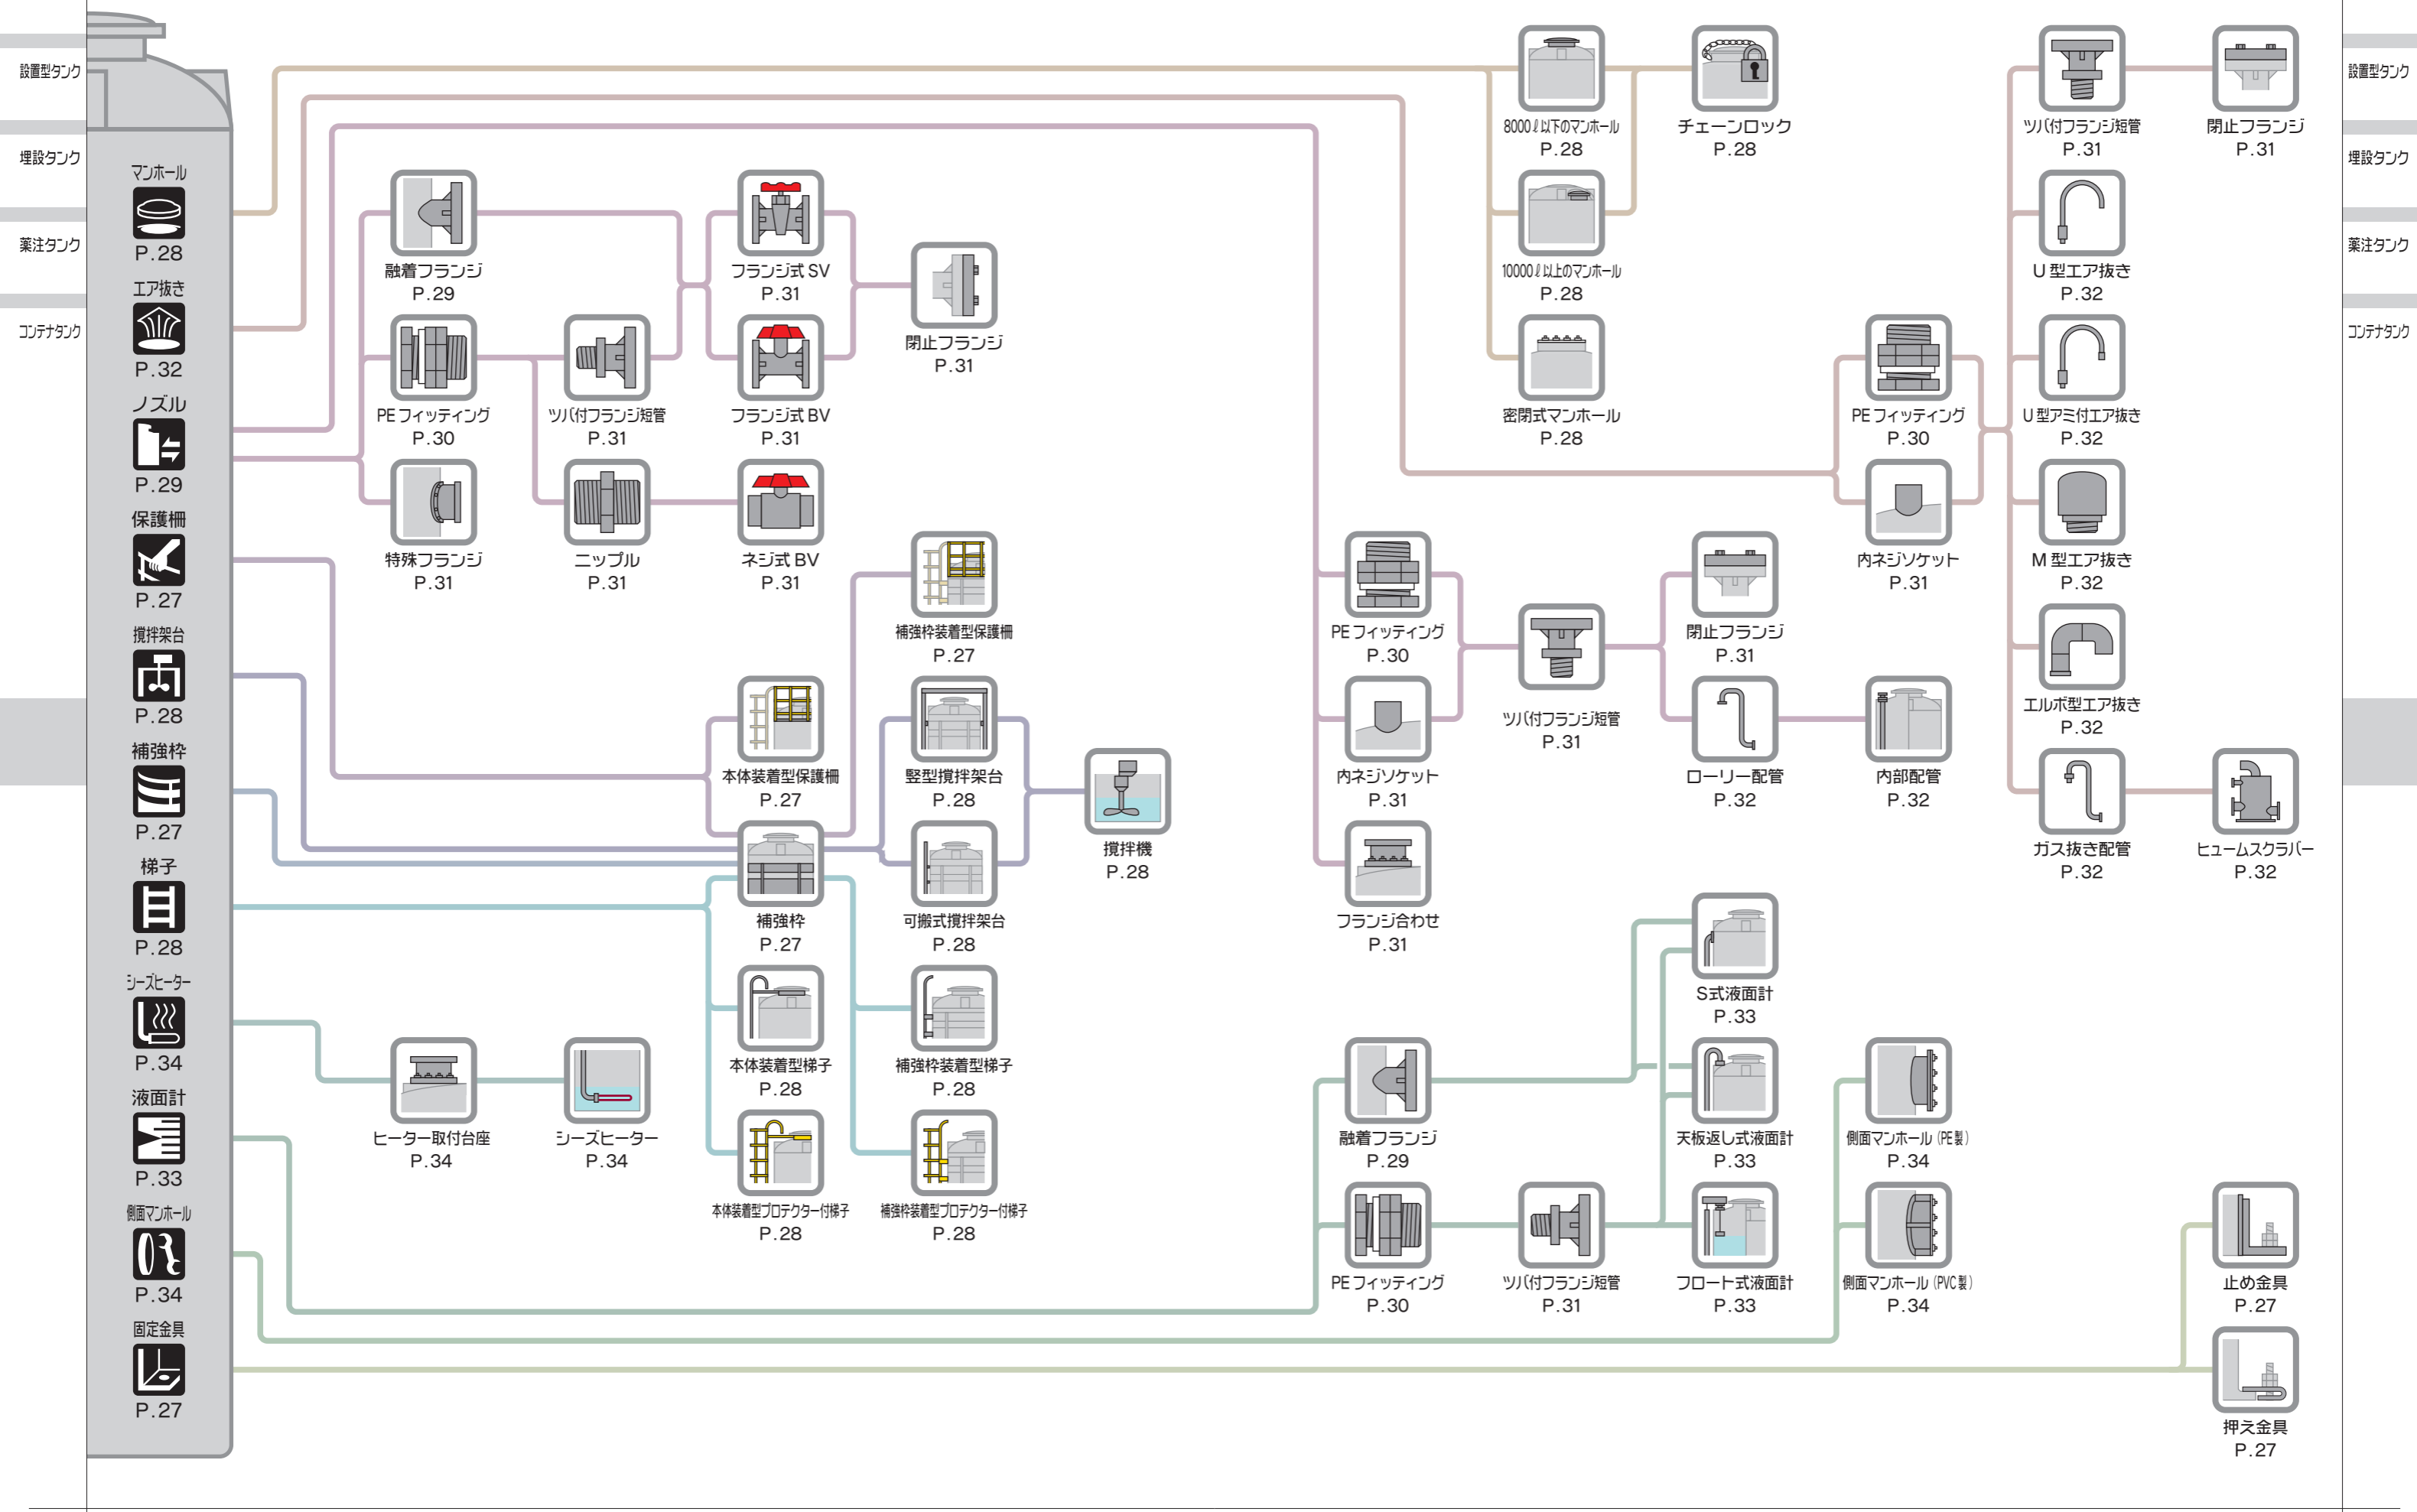 設置型タンク
埋設タンク
薬注タンク
コンテナタンク
マンホール
P.28
エア抜き
P.32
ノズル
P.29
保護柵
P.27
撹拌架台
P.28
補強枠
P.27
梯子
P.28
シーズヒーター
P.34
液面計
P.33
側面マンホール
P.34
固定金具
P.27
融着フランジ
P.29
フランジ式 SV
P.31
閉止フランジ
P.31
PE フィッティング
P.30
ツバ付フランジ短管
P.31
フランジ式 BV
P.31
特殊フランジ
P.31
ニップル
P.31
ネジ式 BV
P.31
補強枠装着型保護柵
P.27
本体装着型保護柵
P.27
竪型撹拌架台
P.28
撹拌機
P.28
補強枠
P.27
可搬式撹拌架台
P.28
本体装着型梯子
P.28
補強枠装着型梯子
P.28
ヒーター取付台座
P.34
シーズヒーター
P.34
本体装着型プロテクター付梯子
P.28
補強枠装着型プロテクター付梯子
P.28
8000ℓ以下のマンホール
P.28
チェーンロック
P.28
10000ℓ以上のマンホール
P.28
密閉式マンホール
P.28
ツバ付フランジ短管
P.31
閉止フランジ
P.31
U 型エア抜き
P.32
PE フィッティング
P.30
U 型アミ付エア抜き
P.32
内ネジソケット
P.31
M 型エア抜き
P.32
エルボ型エア抜き
P.32
ガス抜き配管
P.32
ヒュームスクラバー
P.32
PE フィッティング
P.30
閉止フランジ
P.31
ツバ付フランジ短管
P.31
内ネジソケット
P.31
ローリー配管
P.32
内部配管
P.32
フランジ合わせ
P.31
S式液面計
P.33
融着フランジ
P.29
天板返し式液面計
P.33
側面マンホール（PE製）
P.34
PE フィッティング
P.30
ツバ付フランジ短管
P.31
フロート式液面計
P.33
側面マンホール（PVC製）
P.34
止め金具
P.27
押え金具
P.27
設置型タンク
埋設タンク
薬注タンク
コンテナタンク